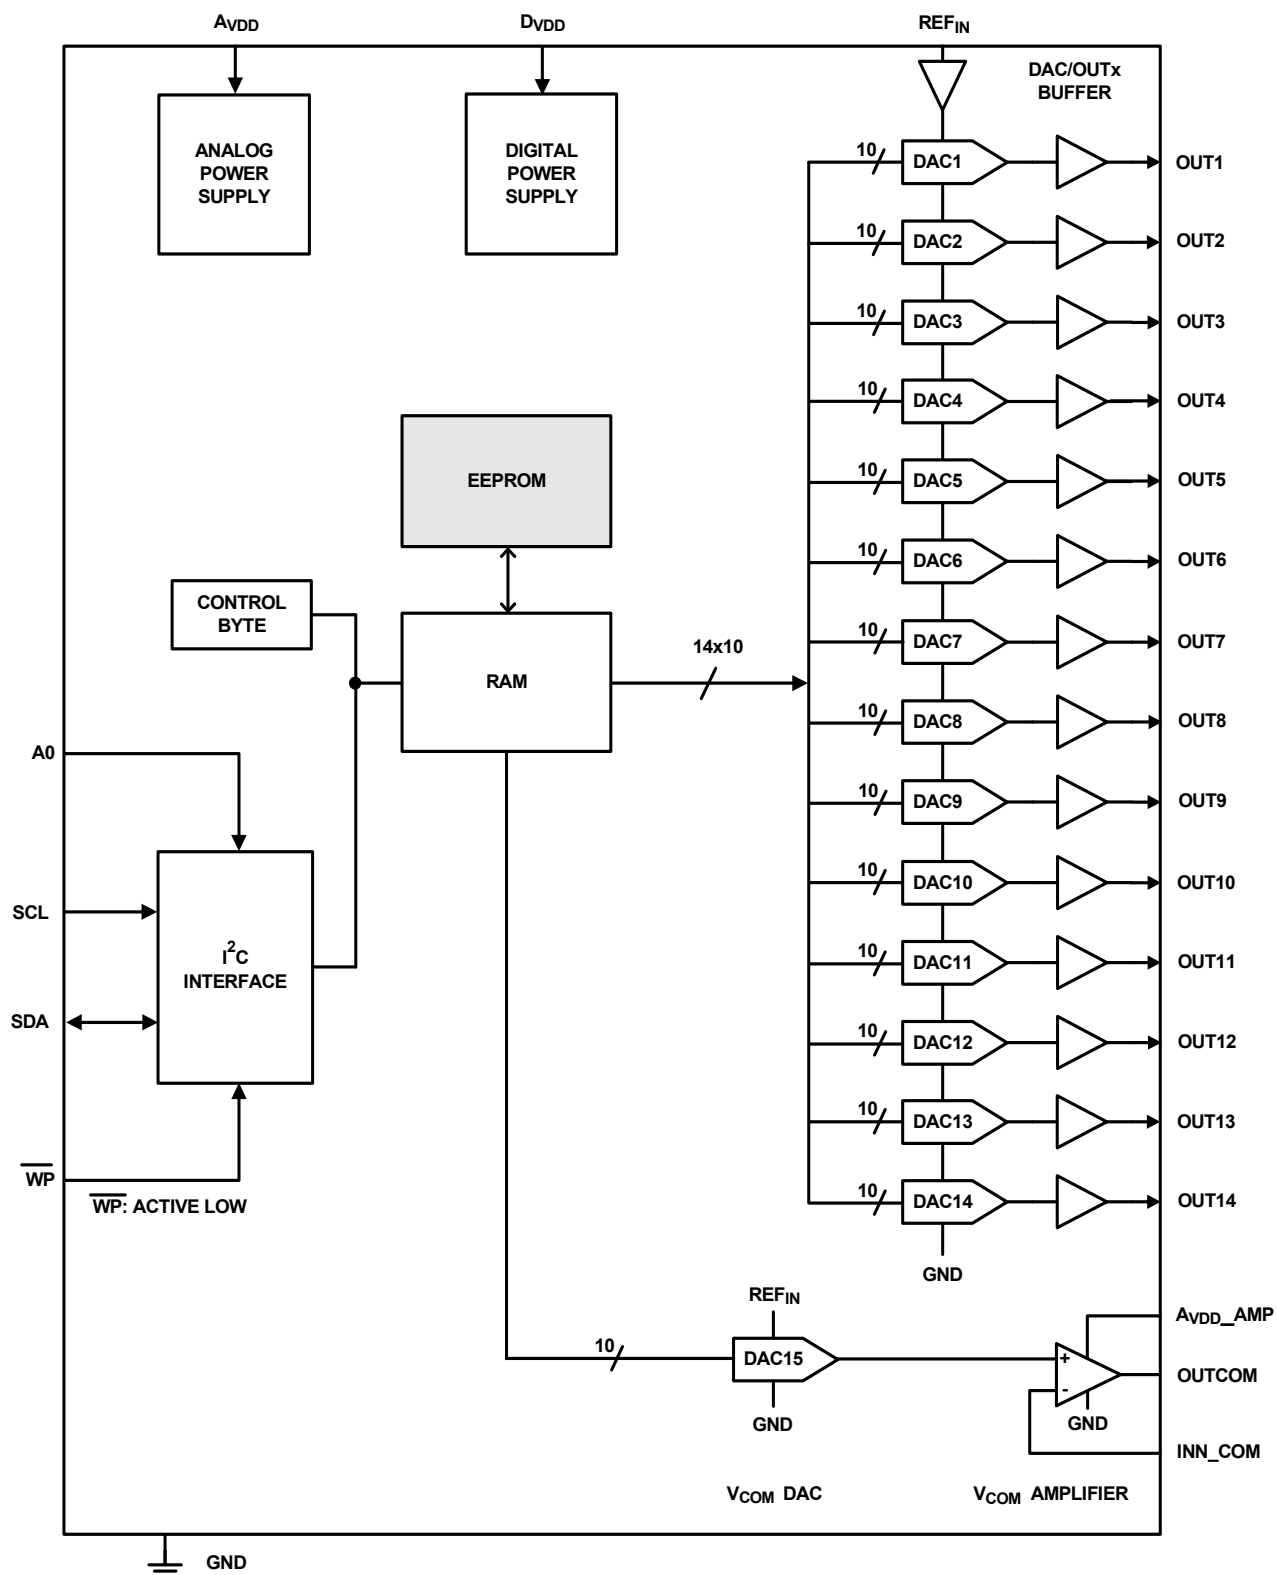 AVDD
DVDD
REFIN
DAC/OUTx
BUFFER
ANALOG
POWER
SUPPLY
DIGITAL
POWER
SUPPLY
10
DAC1
OUT1
10
DAC2
OUT2
10
DAC3
OUT3
10
DAC4
OUT4
EEPROM
10
DAC5
OUT5
10
DAC6
OUT6
CONTROL
BYTE
10
DAC7
OUT7
RAM
14x10
10
DAC8
OUT8
A0
10
DAC9
OUT9
10
DAC10
OUT10
SCL
I2C
INTERFACE
10
DAC11
OUT11
SDA
10
DAC12
OUT12
10
DAC13
OUT13
WP
WP: ACTIVE LOW
10
DAC14
OUT14
GND
REFIN
AVDD_AMP
10
DAC15
+
-
OUTCOM
GND
GND
INN_COM
VCOM DAC
VCOM AMPLIFIER
GND